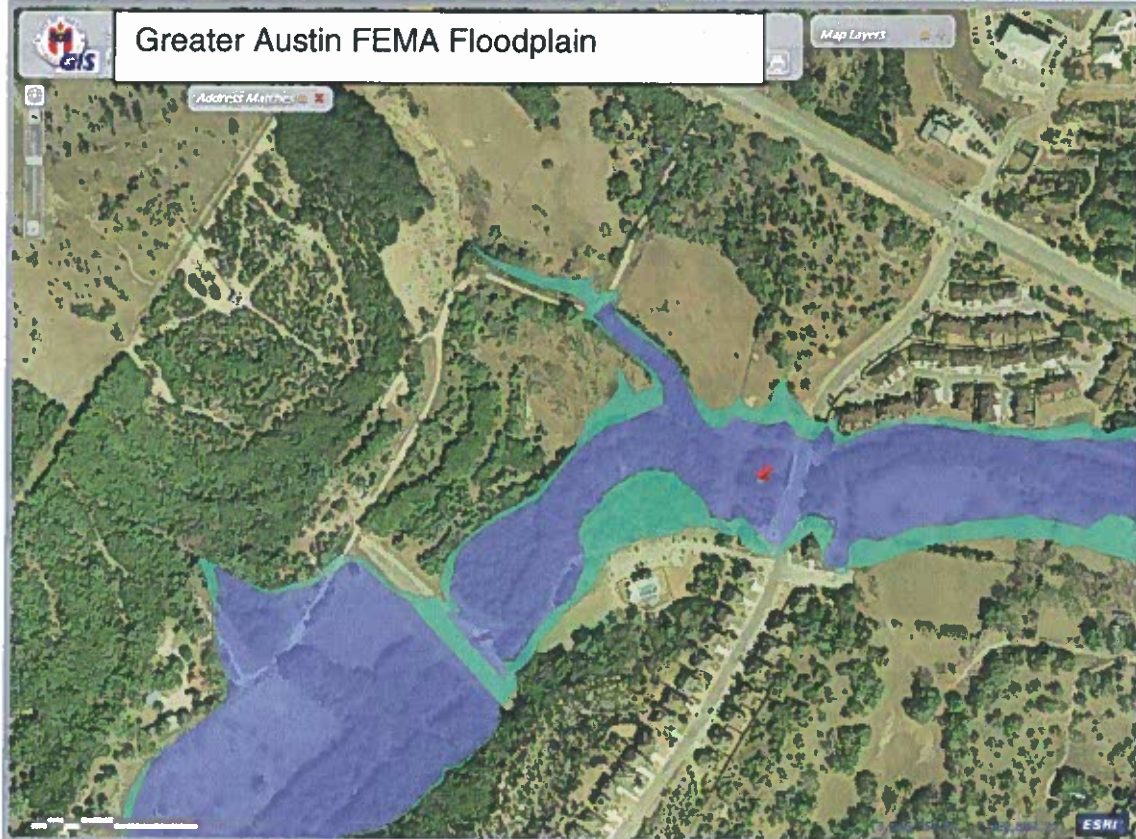 Greater Austin FEMA Floodplain
GIS
Map Layers
Address Matches
ESRI